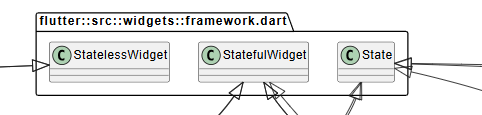 flutter::src::widgets::framework.dart
C StatelessWidget
C StatefulWidget
C State